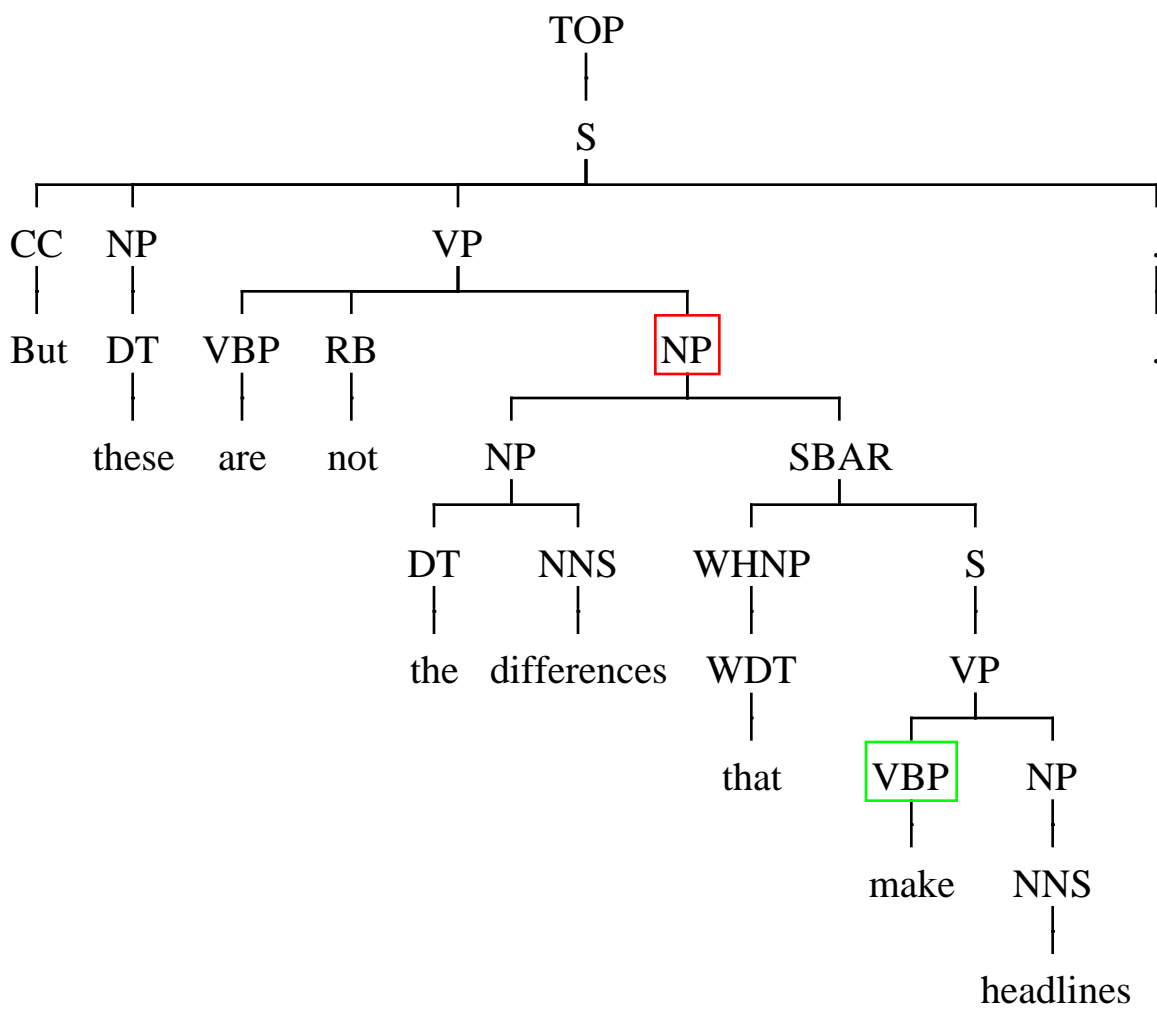 TOP
S
CC NP VP .
But DT VBP RB NP .
these are not NP SBAR
DT NNS WHNP S
the differences WDT VP
that VBP NP
make NNS
headlines